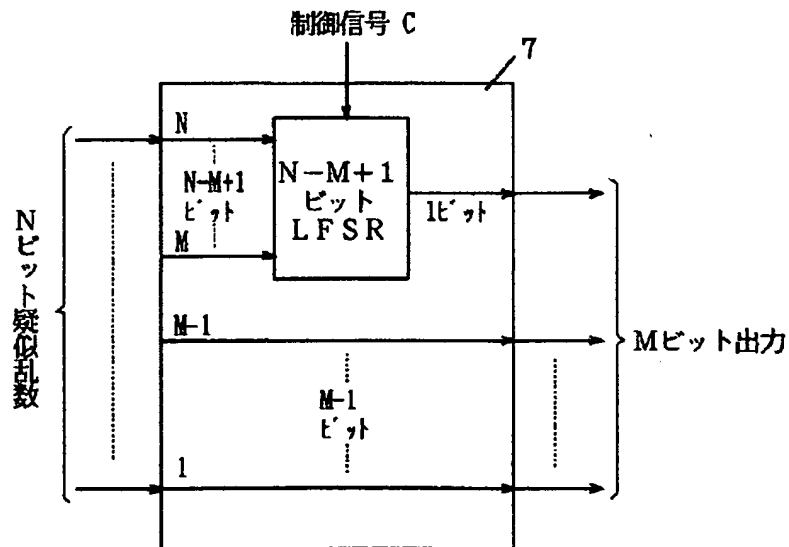 制御信号 C
7
N
N-M+1
ビット
M
N-M+1
ビット
LFSR
1ビット
M-1
M-1
ビット
1
Nビット疑似乱数
Mビット出力